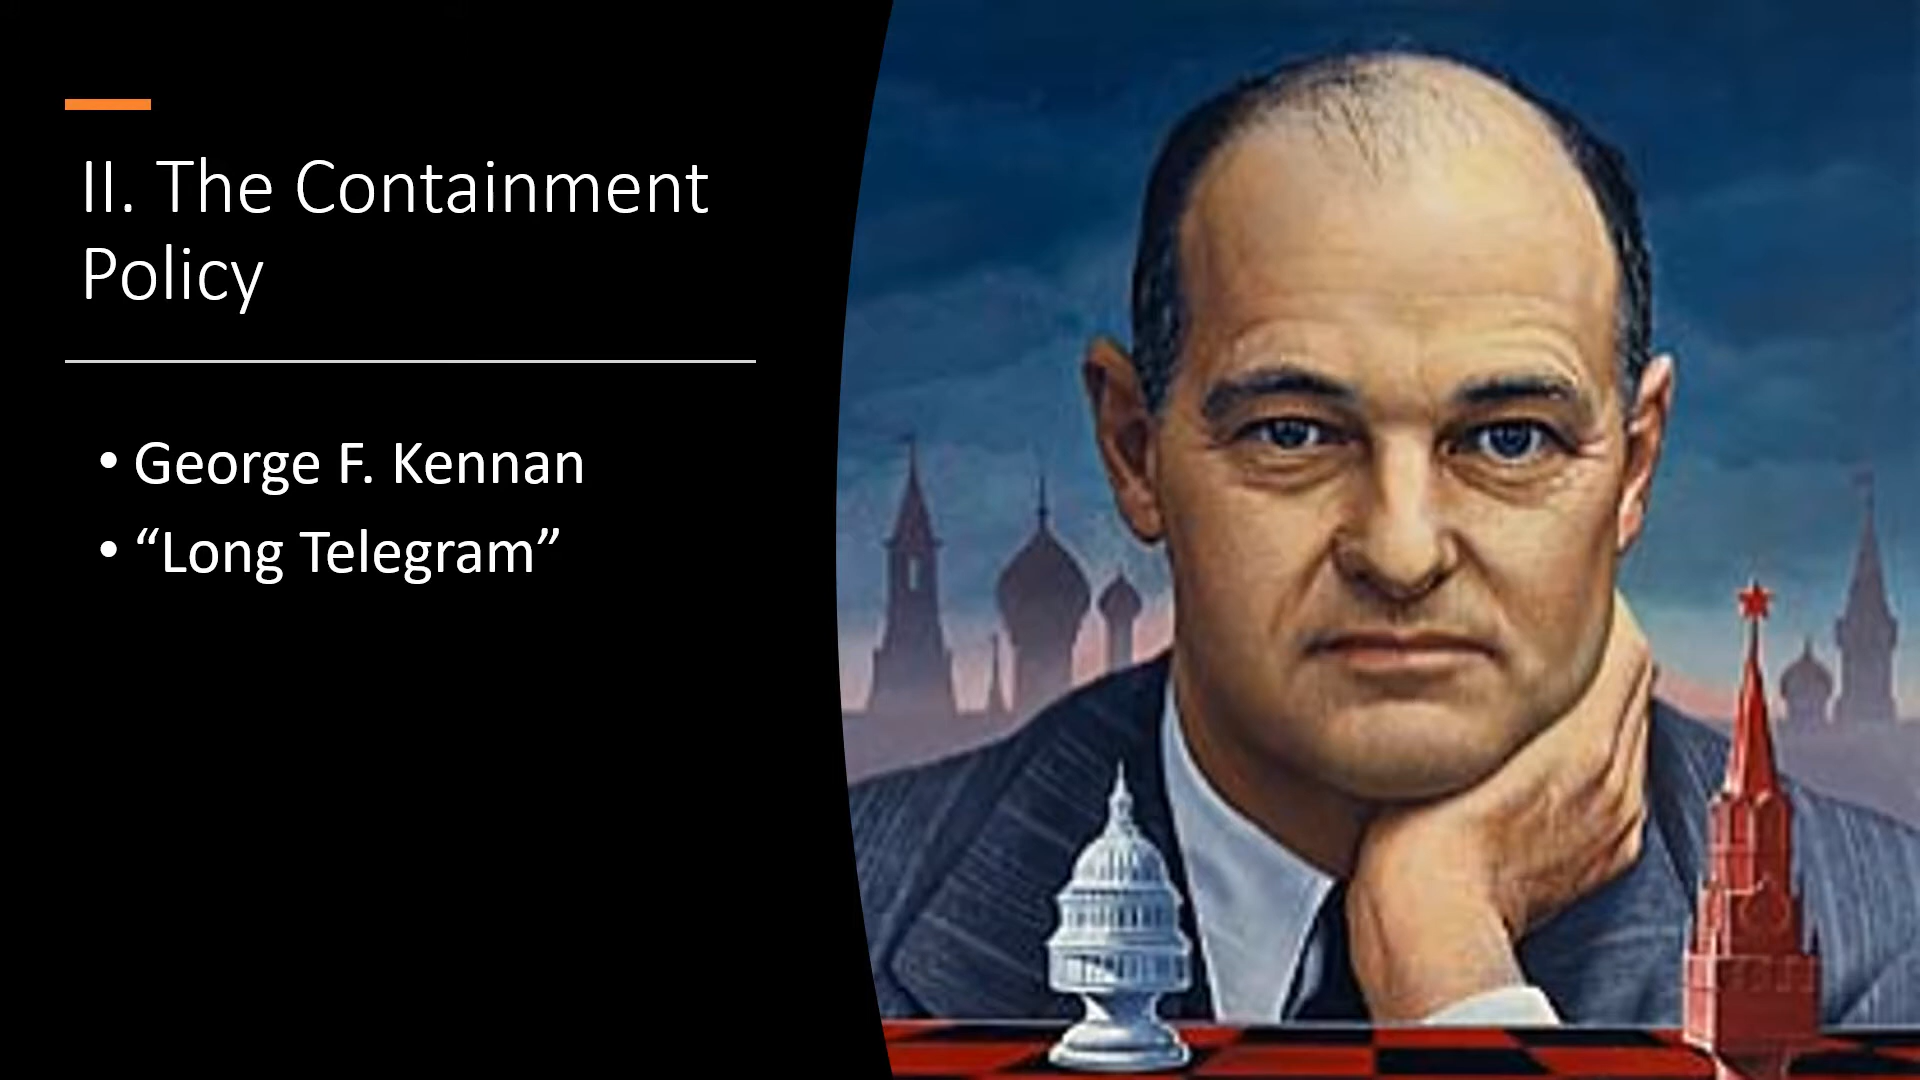 II. The Containment
Policy
• George F. Kennan
• “Long Telegram”